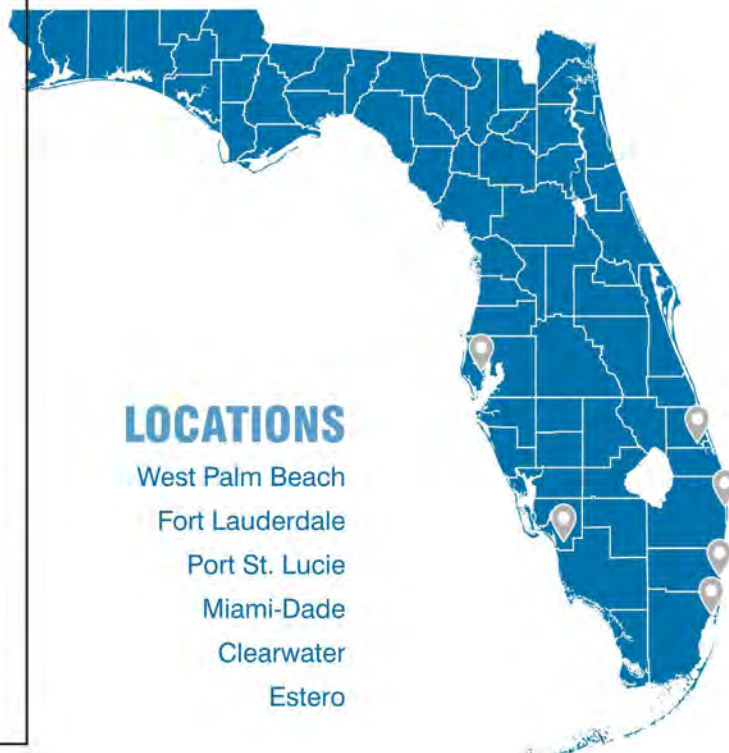 LOCATIONS
West Palm Beach
Fort Lauderdale
Port St. Lucie
Miami-Dade
Clearwater
Estero